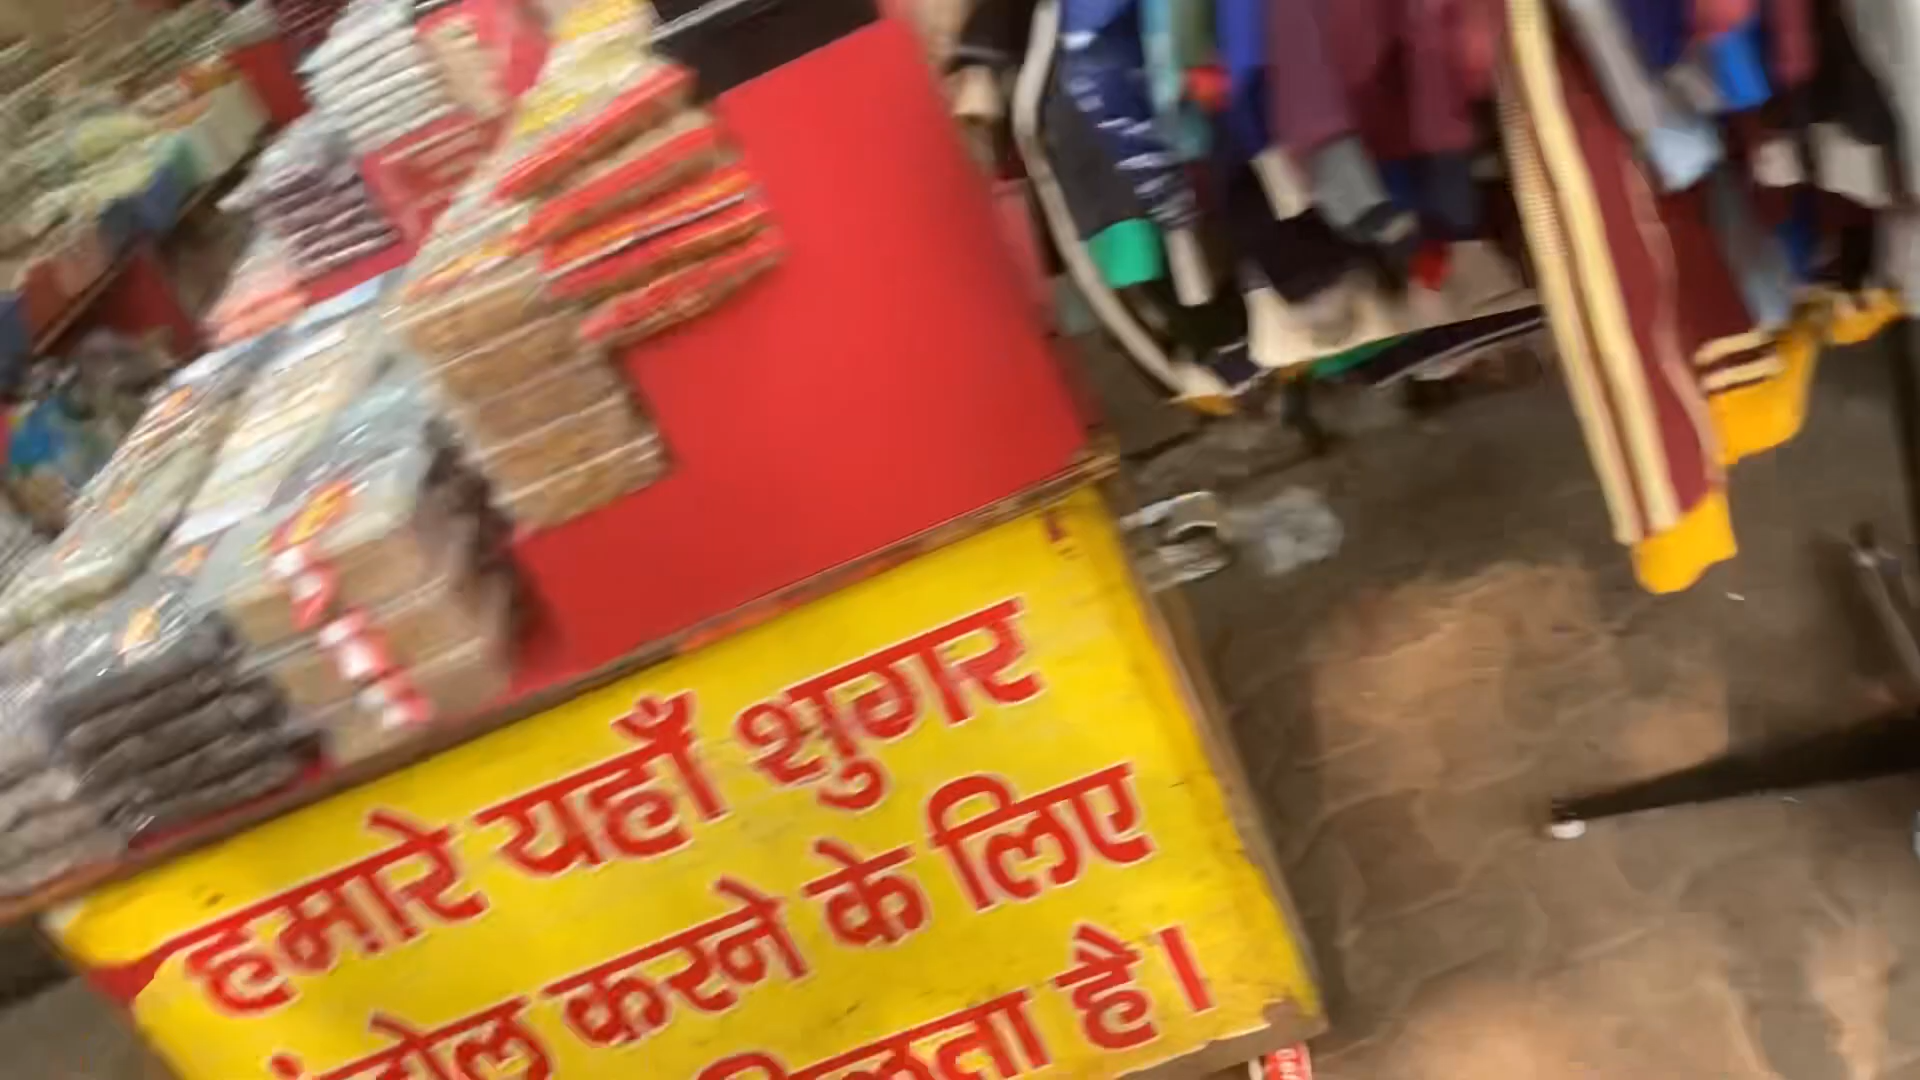 हमारे यहाँ शुगर
करने के लिए
है।